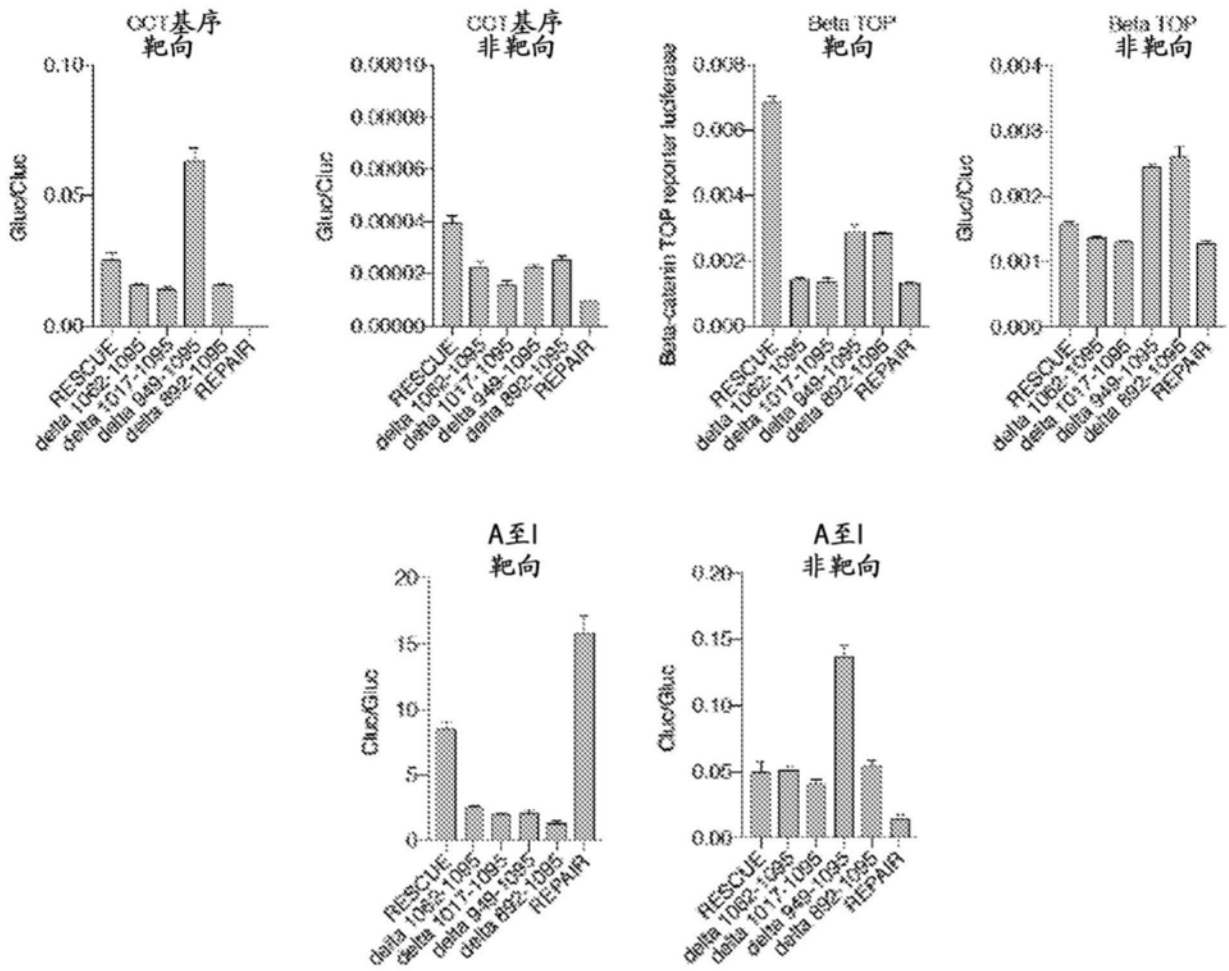 CCT基序
靶向
0.10
0.05
0.00
Gluc/Cluc
RESCUE
delta 1062-1095
delta 1017-1095
delta 949-1095
delta 892-1095
REPAIR
CCT基序
非靶向
0.00010
0.00008
0.00006
0.00004
0.00002
0.00000
Gluc/Cluc
RESCUE
delta 1062-1095
delta 1017-1095
delta 949-1095
delta 892-1095
REPAIR
Beta TOP
靶向
0.008
0.006
0.004
0.002
0.000
Beta-catenin TOP reporter luciferase
RESCUE
delta 1062-1095
delta 1017-1095
delta 949-1095
delta 892-1095
REPAIR
Beta TOP
非靶向
0.004
0.003
0.002
0.001
0.000
Gluc/Cluc
RESCUE
delta 1062-1095
delta 1017-1095
delta 949-1095
delta 892-1095
REPAIR
A至I
靶向
20
15
10
5
0
Cluc/Gluc
RESCUE
delta 1062-1095
delta 1017-1095
delta 949-1095
delta 892-1095
REPAIR
A至I
非靶向
0.20
0.15
0.10
0.05
0.00
Cluc/Gluc
RESCUE
delta 1062-1095
delta 1017-1095
delta 949-1095
delta 892-1095
REPAIR